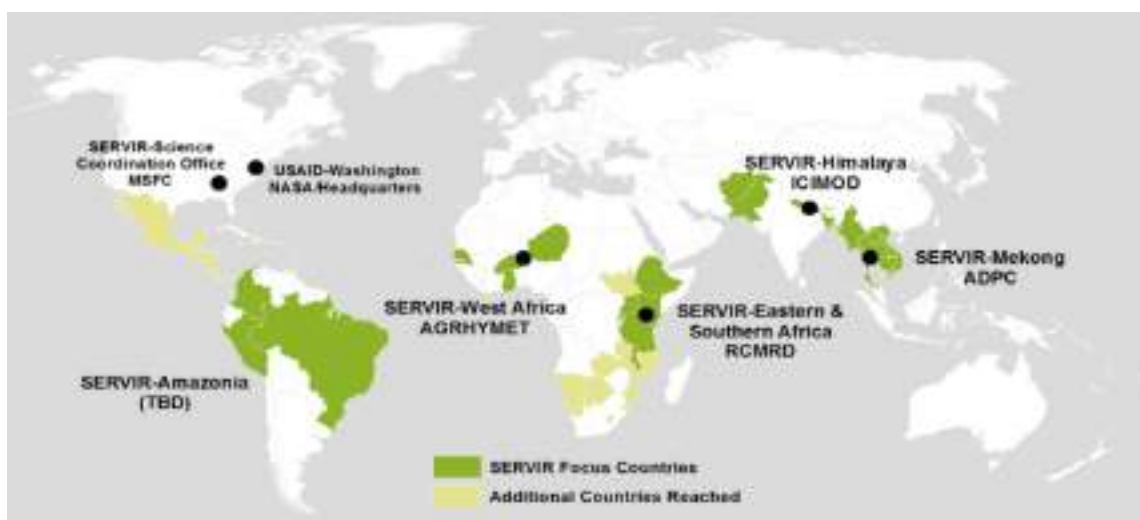 SERVIR-Science
Coordination Office
MSFC
USAID-Washington
NASA/Headquarters
SERVIR-Himalaya
ICIMOD
SERVIR-Mekong
ADPC
SERVIR-West Africa
AGRHYMET
SERVIR-Eastern &
Southern Africa
RCMRD
SERVIR-Amazonia
(TBD)
SERVIR Focus Countries
Additional Countries Reached